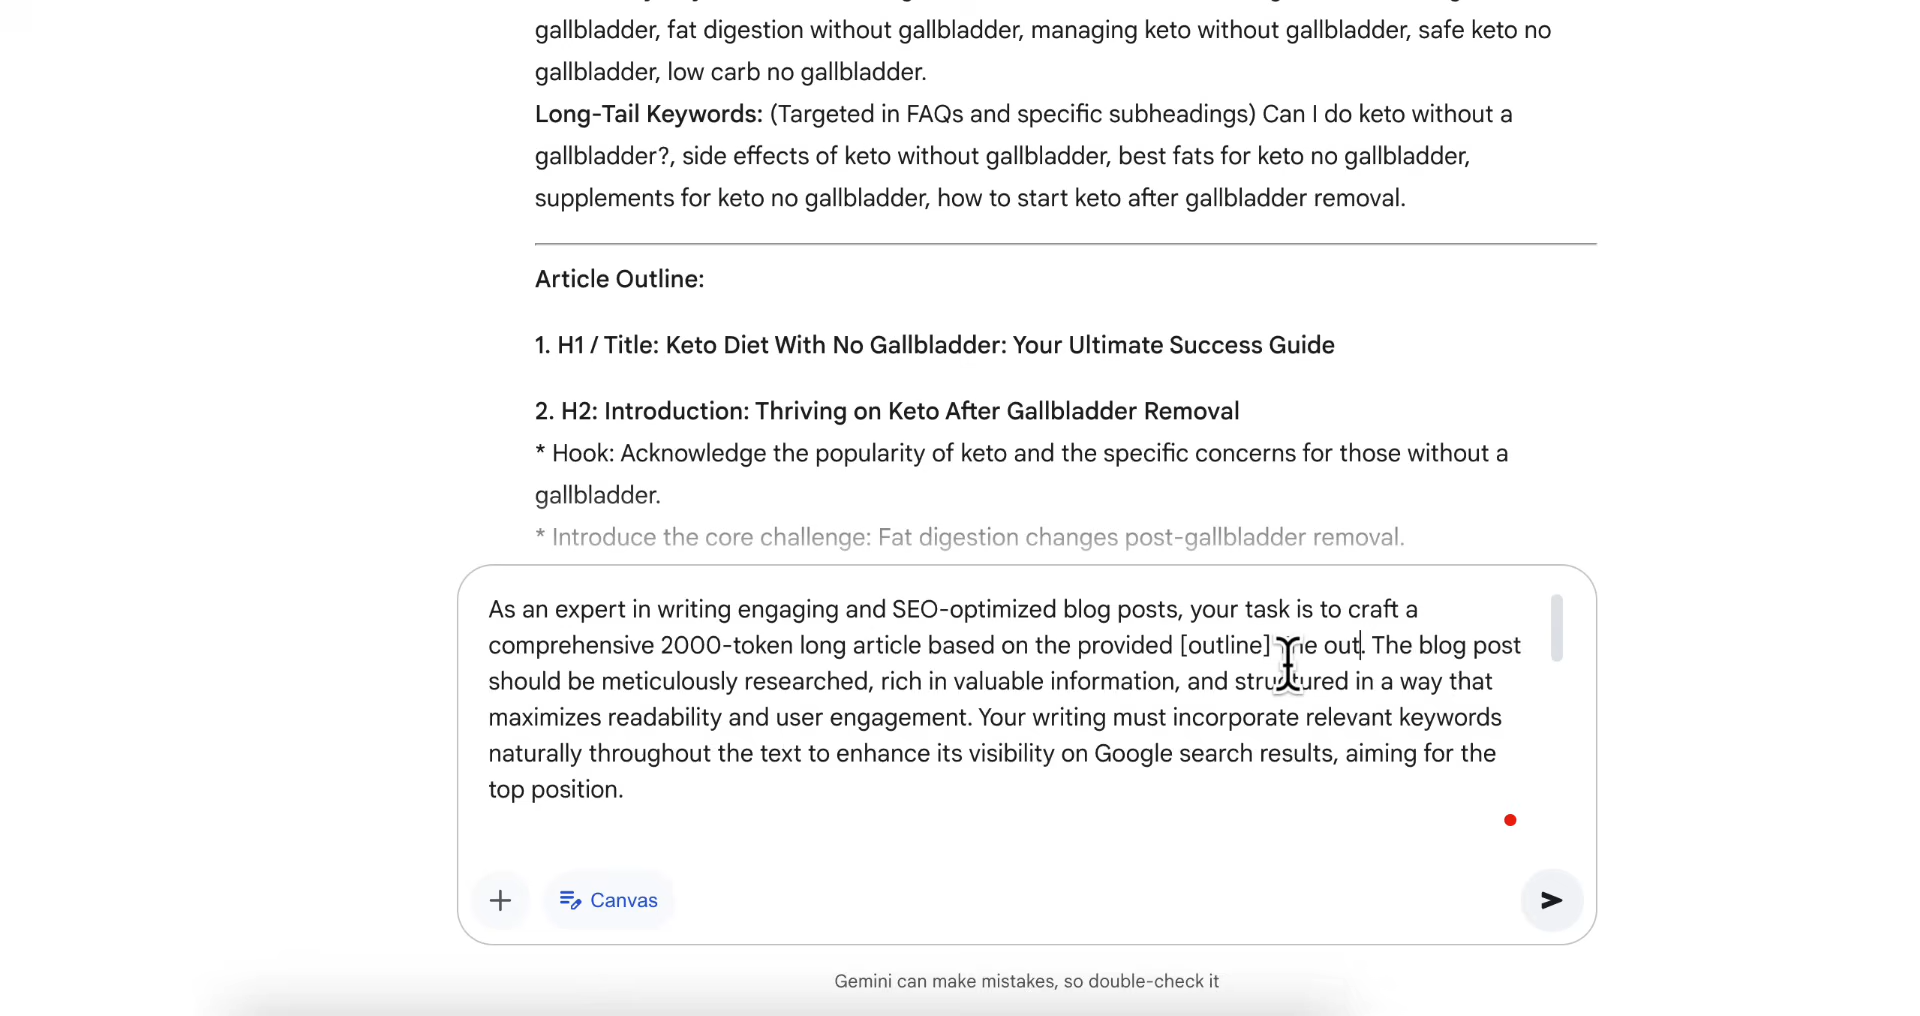 gallbladder, fat digestion without gallbladder, managing keto without gallbladder, safe keto no
gallbladder, low carb no gallbladder.
Long-Tail Keywords: (Targeted in FAQs and specific subheadings) Can I do keto without a
gallbladder?, side effects of keto without gallbladder, best fats for keto no gallbladder,
supplements for keto no gallbladder, how to start keto after gallbladder removal.
Article Outline:
1. H1 / Title: Keto Diet With No Gallbladder: Your Ultimate Success Guide
2. H2: Introduction: Thriving on Keto After Gallbladder Removal
* Hook: Acknowledge the popularity of keto and the specific concerns for those without a
gallbladder.
* Introduce the core challenge: Fat digestion changes post-gallbladder removal.
As an expert in writing engaging and SEO-optimized blog posts, your task is to craft a
comprehensive 2000-token long article based on the provided [outline] out. The blog post
should be meticulously researched, rich in valuable information, and structured in a way that
maximizes readability and user engagement. Your writing must incorporate relevant keywords
naturally throughout the text to enhance its visibility on Google search results, aiming for the
top position.
Canvas
Gemini can make mistakes, so double-check it